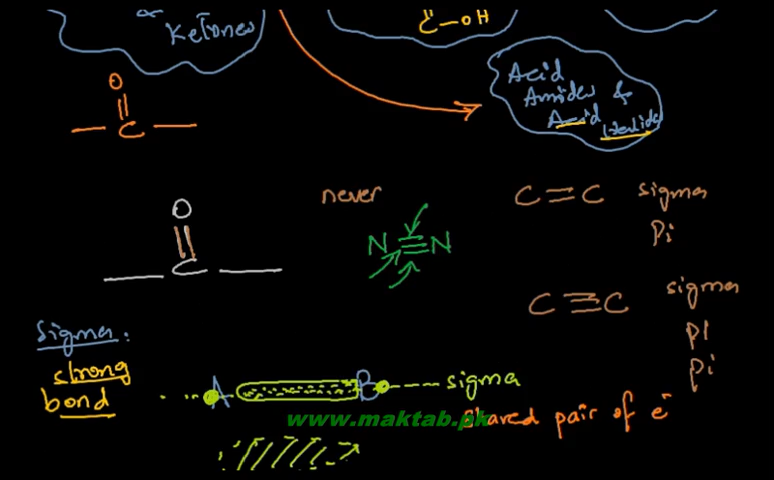 &
Ketones
C-OH
Acid
Amides &
Acid
Halides
O
C
O
C
never
N≡N
C=C sigma
Pi
C≡C sigma
pi
pi
Sigma.
strong
bond
A B sigma
www.maktab.pk
Shared pair of e⁻